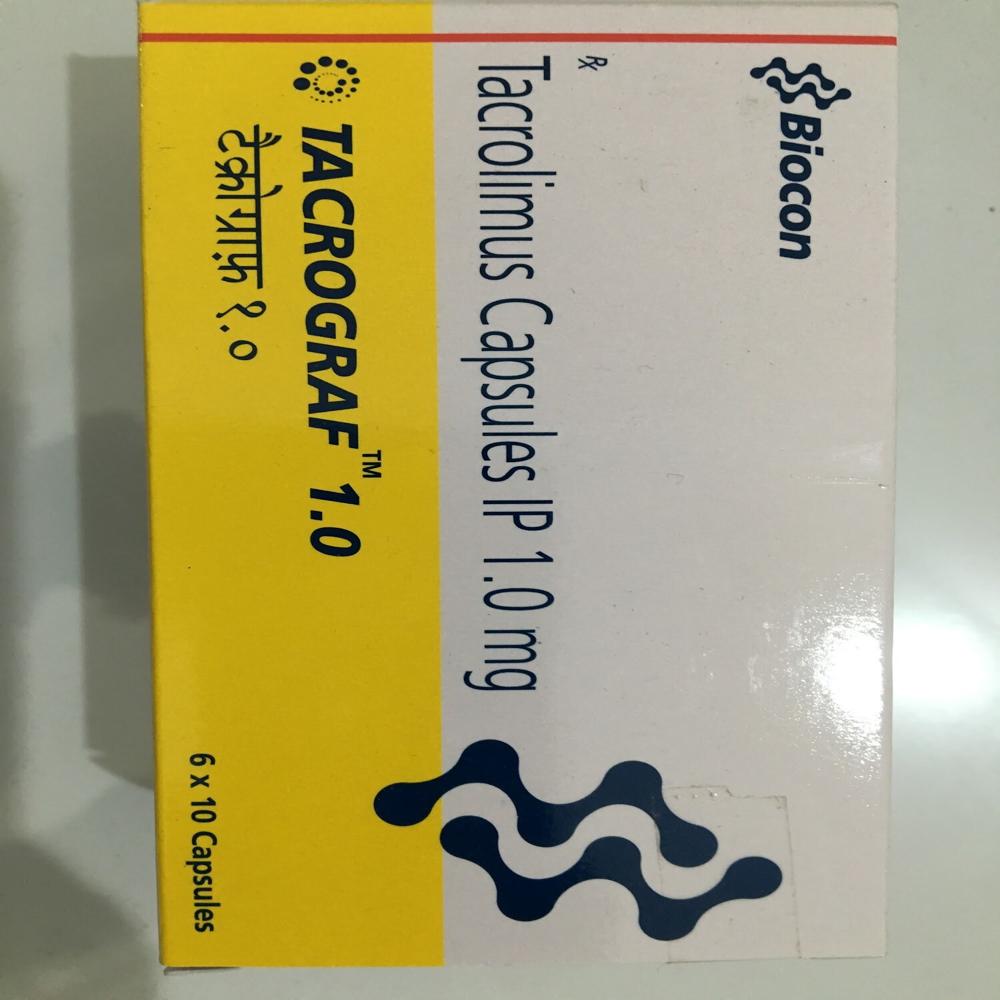 Biocon
℞
Tacrolimus Capsules IP 1.0 mg
TACROGRAF™ 1.0
टैक्रोग्राफ़ १.०
6 x 10 Capsules